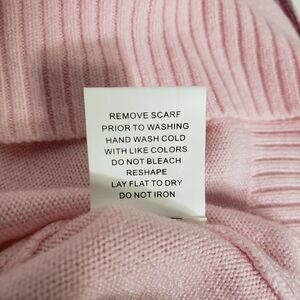 REMOVE SCARF
PRIOR TO WASHING
HAND WASH COLD
WITH LIKE COLORS
DO NOT BLEACH
RESHAPE
LAY FLAT TO DRY
DO NOT IRON